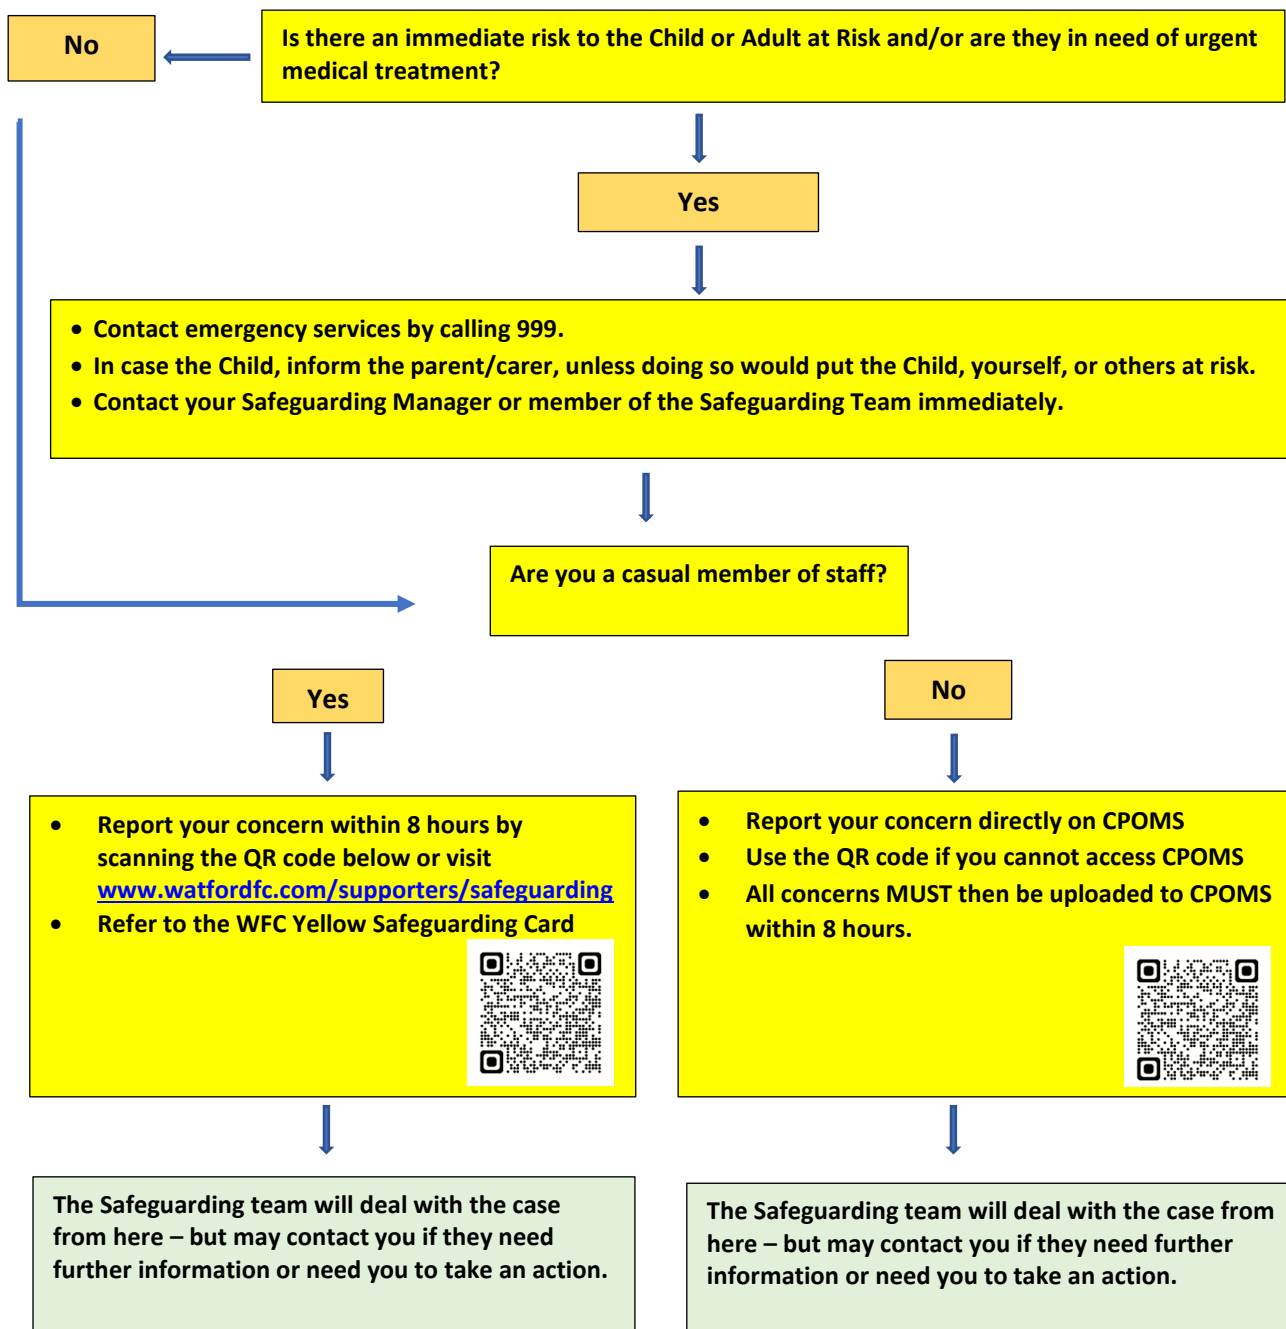 No
Is there an immediate risk to the Child or Adult at Risk and/or are they in need of urgent
medical treatment?
Yes
• Contact emergency services by calling 999.
• In case the Child, inform the parent/carer, unless doing so would put the Child, yourself, or others at risk.
• Contact your Safeguarding Manager or member of the Safeguarding Team immediately.
Are you a casual member of staff?
Yes
No
• Report your concern within 8 hours by
scanning the QR code below or visit
www.watfordfc.com/supporters/safeguarding
• Refer to the WFC Yellow Safeguarding Card
• Report your concern directly on CPOMS
• Use the QR code if you cannot access CPOMS
• All concerns MUST then be uploaded to CPOMS
within 8 hours.
The Safeguarding team will deal with the case
from here – but may contact you if they need
further information or need you to take an action.
The Safeguarding team will deal with the case from
here – but may contact you if they need further
information or need you to take an action.